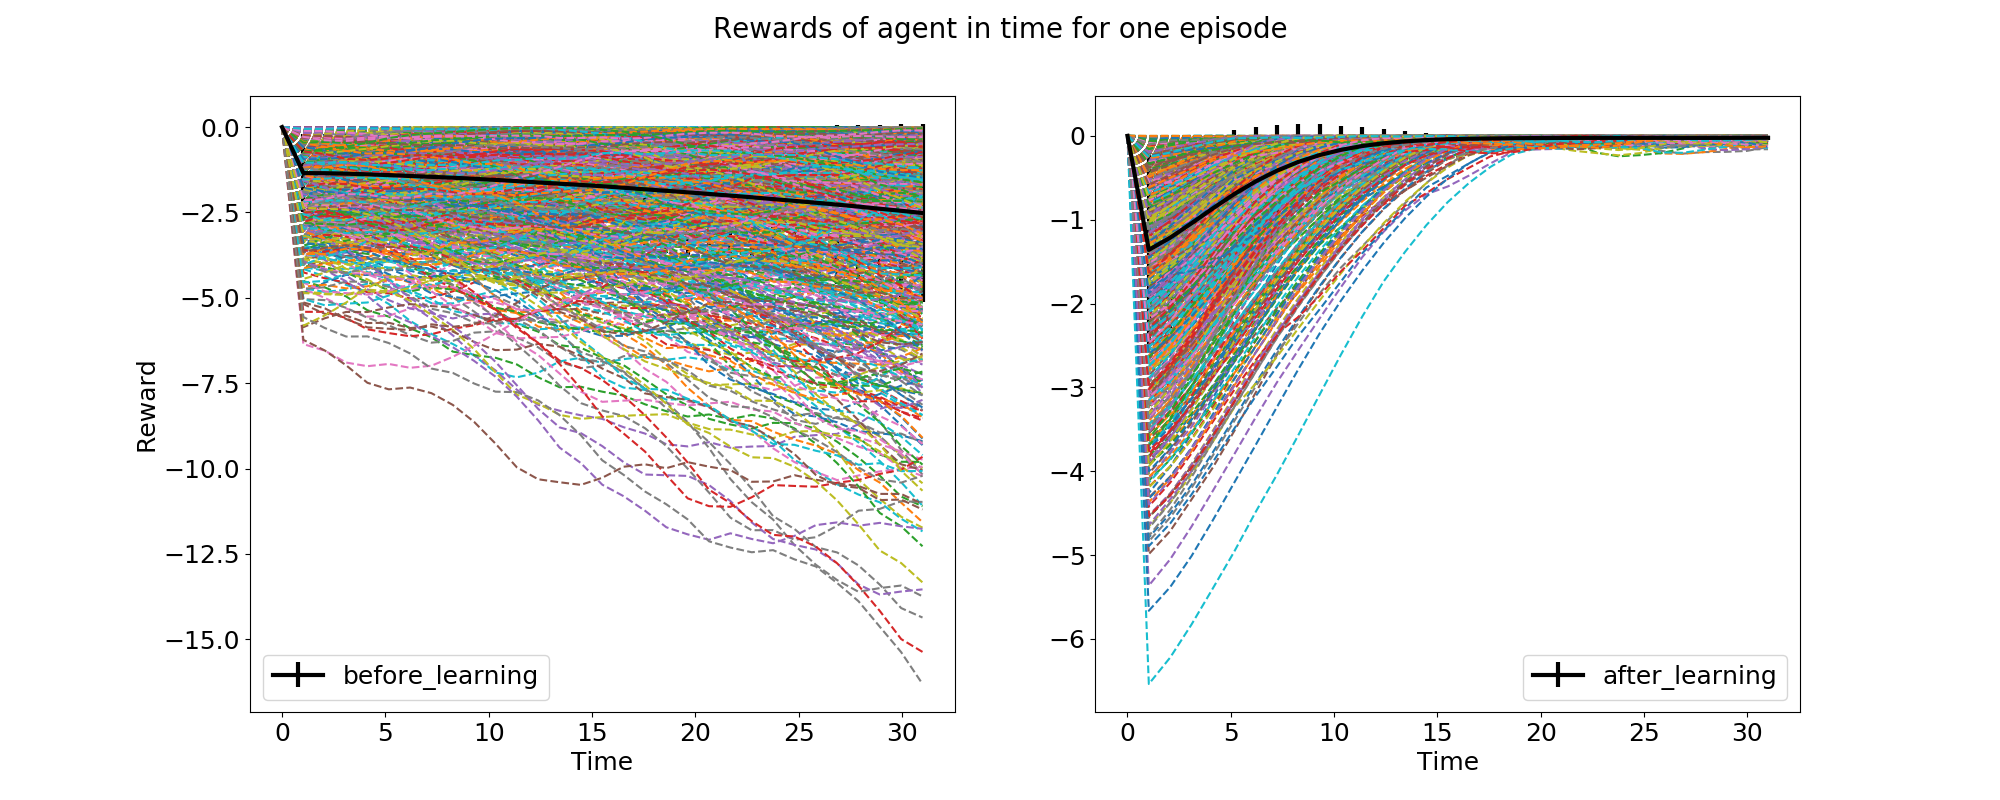 Rewards of agent in time for one episode
Reward
0.0
−2.5
−5.0
−7.5
−10.0
−12.5
−15.0
before_learning
0 5 10 15 20 25 30
Time
0
−1
−2
−3
−4
−5
−6
after_learning
0 5 10 15 20 25 30
Time